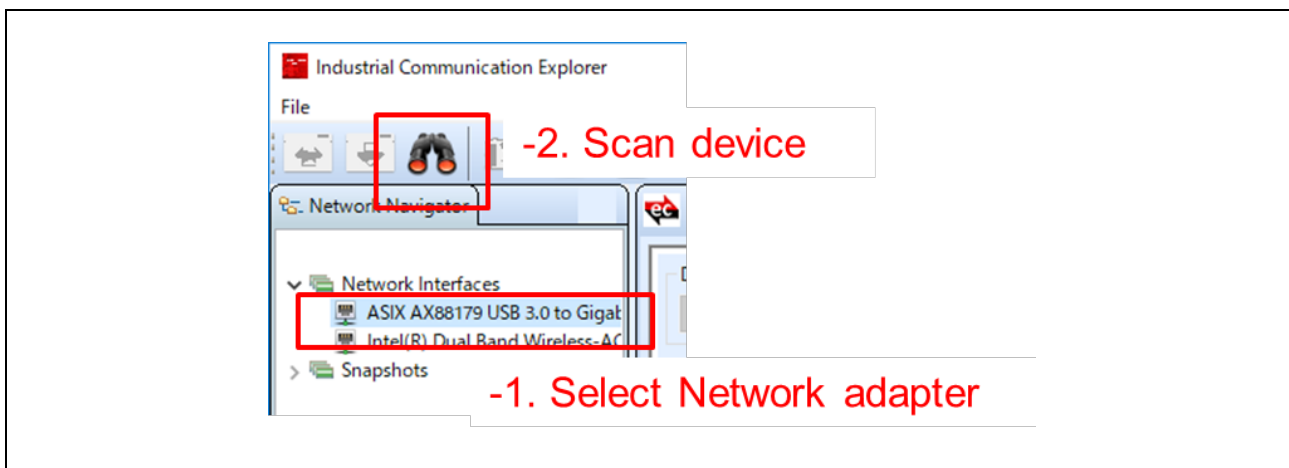 Industrial Communication Explorer
File
-2. Scan device
Network Navigator
ec
Network Interfaces
ASIX AX88179 USB 3.0 to Gigab
Intel(R) Dual Band Wireless-AC
Snapshots
-1. Select Network adapter